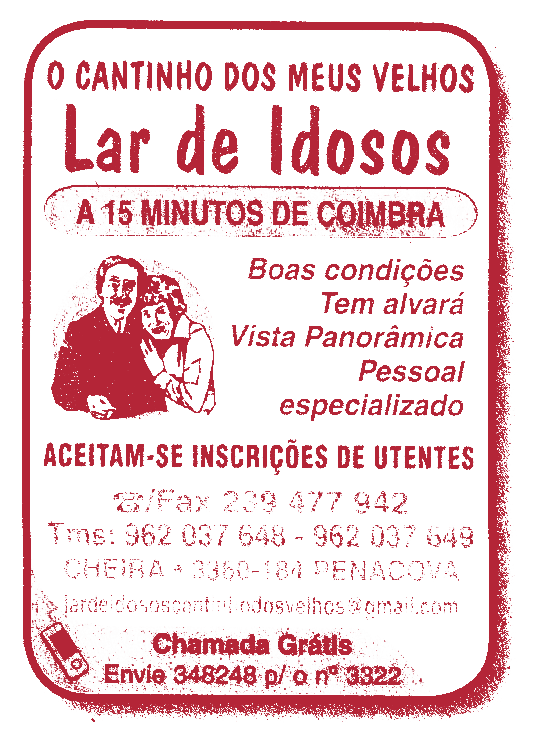 O CANTINHO DOS MEUS VELHOS
Lar de Idosos
A 15 MINUTOS DE COIMBRA
Boas condições
Tem alvará
Vista Panorâmica
Pessoal
especializado
ACEITAM-SE INSCRIÇÕES DE UTENTES
☎/Fax 239 477 942
Tms: 962 037 648 - 962 037 649
CHEIRA • 3360-184 PENACOVA
Chamada Grátis
Envie 348248 p/ o nº 3322